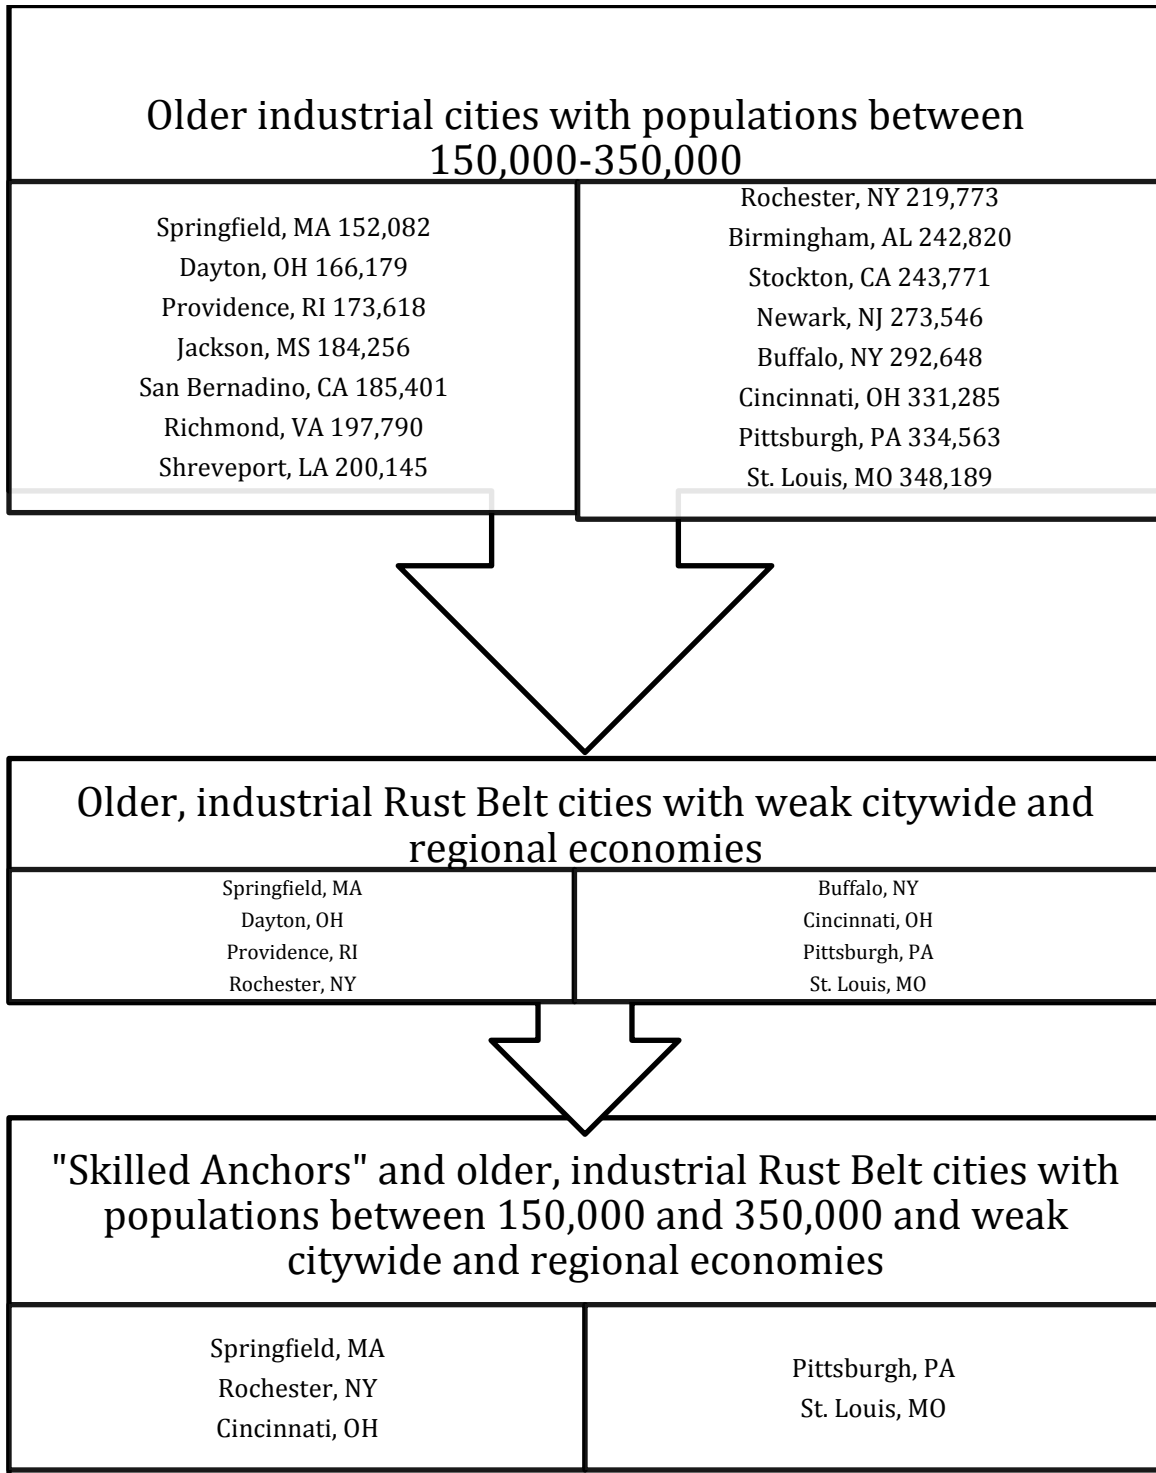 Older industrial cities with populations between
150,000-350,000
Springfield, MA 152,082
Dayton, OH 166,179
Providence, RI 173,618
Jackson, MS 184,256
San Bernadino, CA 185,401
Richmond, VA 197,790
Shreveport, LA 200,145
Rochester, NY 219,773
Birmingham, AL 242,820
Stockton, CA 243,771
Newark, NJ 273,546
Buffalo, NY 292,648
Cincinnati, OH 331,285
Pittsburgh, PA 334,563
St. Louis, MO 348,189
Older, industrial Rust Belt cities with weak citywide and
regional economies
Springfield, MA
Dayton, OH
Providence, RI
Rochester, NY
Buffalo, NY
Cincinnati, OH
Pittsburgh, PA
St. Louis, MO
"Skilled Anchors" and older, industrial Rust Belt cities with
populations between 150,000 and 350,000 and weak
citywide and regional economies
Springfield, MA
Rochester, NY
Cincinnati, OH
Pittsburgh, PA
St. Louis, MO